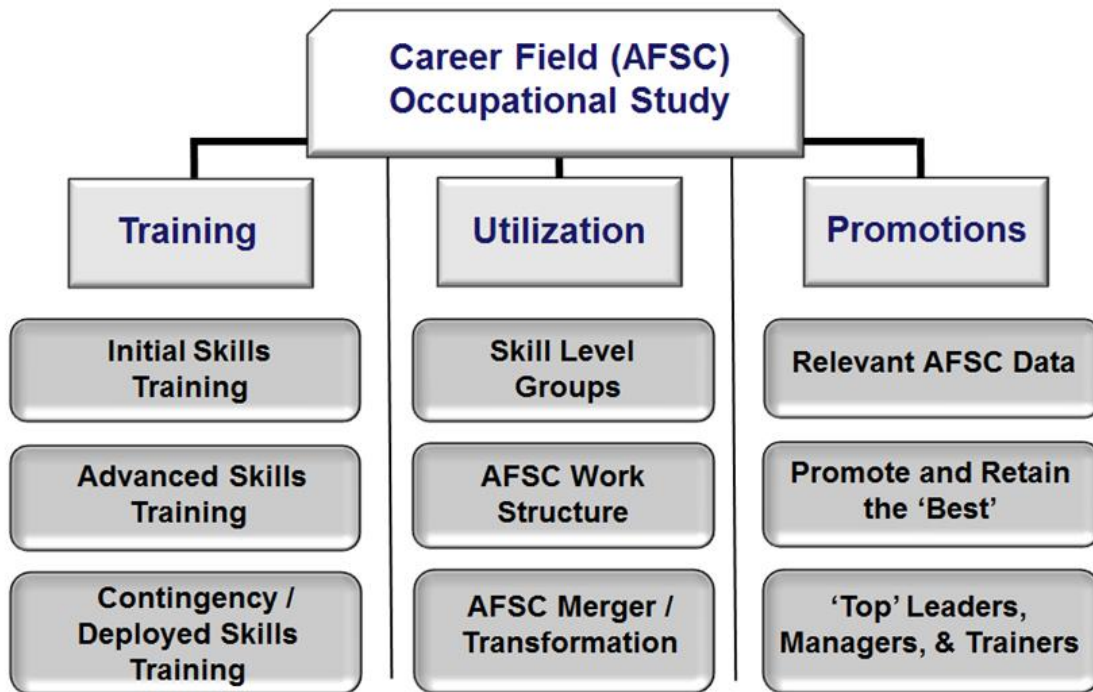 Career Field (AFSC)
Occupational Study
Training
Utilization
Promotions
Initial Skills
Training
Advanced Skills
Training
Contingency /
Deployed Skills
Training
Skill Level
Groups
AFSC Work
Structure
AFSC Merger /
Transformation
Relevant AFSC Data
Promote and Retain
the ‘Best’
‘Top’ Leaders,
Managers, & Trainers